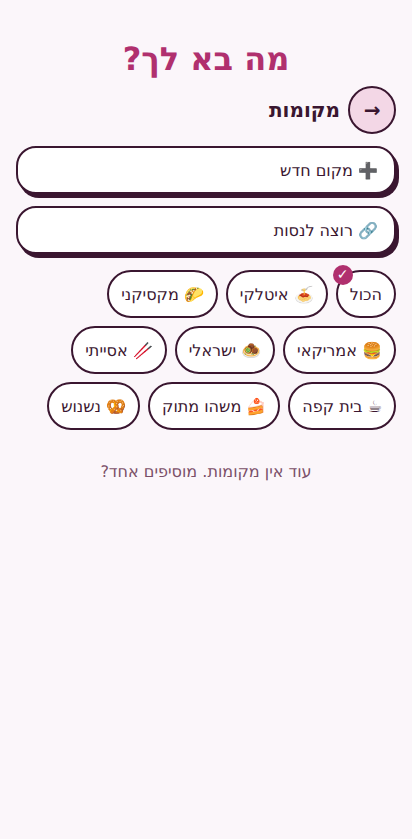 מה בא לך?
→ מקומות
➕ מקום חדש
🔗 רוצה לנסות
הכול ✓ 🍝 איטלקי 🌮 מקסיקני
🍔 אמריקאי 🧆 ישראלי 🥢 אסייתי
☕ בית קפה 🍰 משהו מתוק 🥨 נשנוש
עוד אין מקומות. מוסיפים אחד?